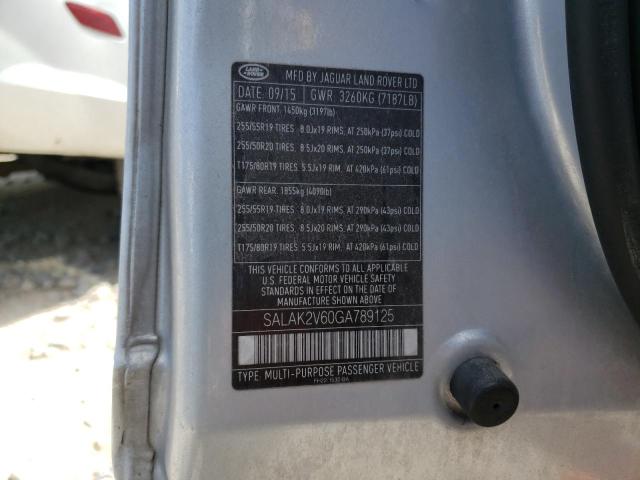 LAND ROVER
MFD BY JAGUAR LAND ROVER LTD
DATE: 09/15 GWR: 3260KG (7187LB)
GAWR FRONT: 1450kg (3197lb)
255/55R19 TIRES 8.0Jx19 RIMS, AT 250kPa (37psi) COLD
255/50R20 TIRES 8.5Jx20 RIMS, AT 250kPa (37psi) COLD
T175/80R19 TIRES 5.5Jx19 RIM, AT 420kPa (61psi) COLD
GAWR REAR: 1855kg (4090lb)
255/55R19 TIRES 8.0Jx19 RIMS, AT 290kPa (43psi) COLD
255/50R20 TIRES 8.5Jx20 RIMS, AT 290kPa (43psi) COLD
T175/80R19 TIRES 5.5Jx19 RIM, AT 420kPa (61psi) COLD
THIS VEHICLE CONFORMS TO ALL APPLICABLE
U.S. FEDERAL MOTOR VEHICLE SAFETY
STANDARDS IN EFFECT ON THE DATE OF
MANUFACTURE SHOWN ABOVE.
SALAK2V60GA789125
TYPE: MULTI-PURPOSE PASSENGER VEHICLE